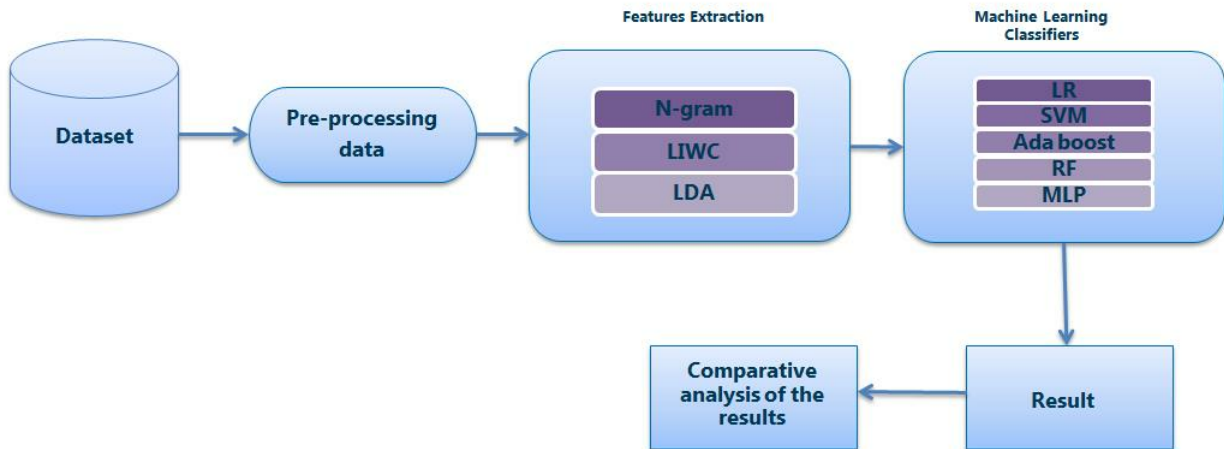 Features Extraction
Machine Learning
Classifiers
Dataset
Pre-processing
data
N-gram
LIWC
LDA
LR
SVM
Ada boost
RF
MLP
Comparative
analysis of the
results
Result